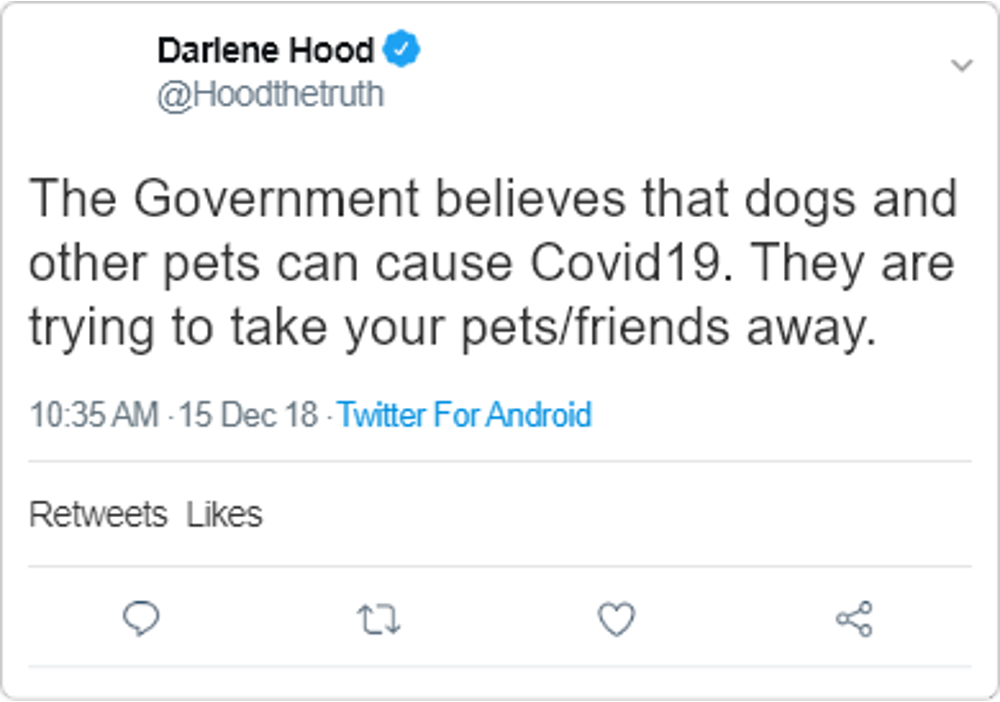 Darlene Hood
@Hoodthetruth
The Government believes that dogs and
other pets can cause Covid19. They are
trying to take your pets/friends away.
10:35 AM · 15 Dec 18 · Twitter For Android
Retweets Likes